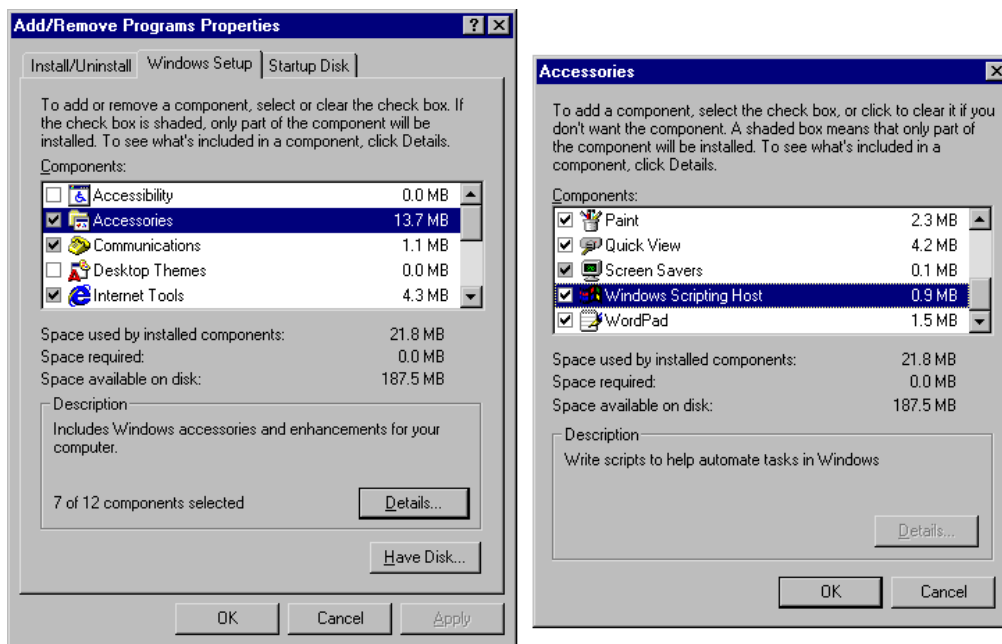 Add/Remove Programs Properties
Install/Uninstall Windows Setup Startup Disk
To add or remove a component, select or clear the check box. If
the check box is shaded, only part of the component will be
installed. To see what's included in a component, click Details.
Components:
Accessibility 0.0 MB
Accessories 13.7 MB
Communications 1.1 MB
Desktop Themes 0.0 MB
Internet Tools 4.3 MB
Space used by installed components: 21.8 MB
Space required: 0.0 MB
Space available on disk: 187.5 MB
Description
Includes Windows accessories and enhancements for your
computer.
7 of 12 components selected
Details...
Have Disk...
OK Cancel Apply
Accessories
To add a component, select the check box, or click to clear it if you
don't want the component. A shaded box means that only part of
the component will be installed. To see what's included in a
component, click Details.
Components:
Paint 2.3 MB
Quick View 4.2 MB
Screen Savers 0.1 MB
Windows Scripting Host 0.9 MB
WordPad 1.5 MB
Space used by installed components: 21.8 MB
Space required: 0.0 MB
Space available on disk: 187.5 MB
Description
Write scripts to help automate tasks in Windows
Details...
OK Cancel